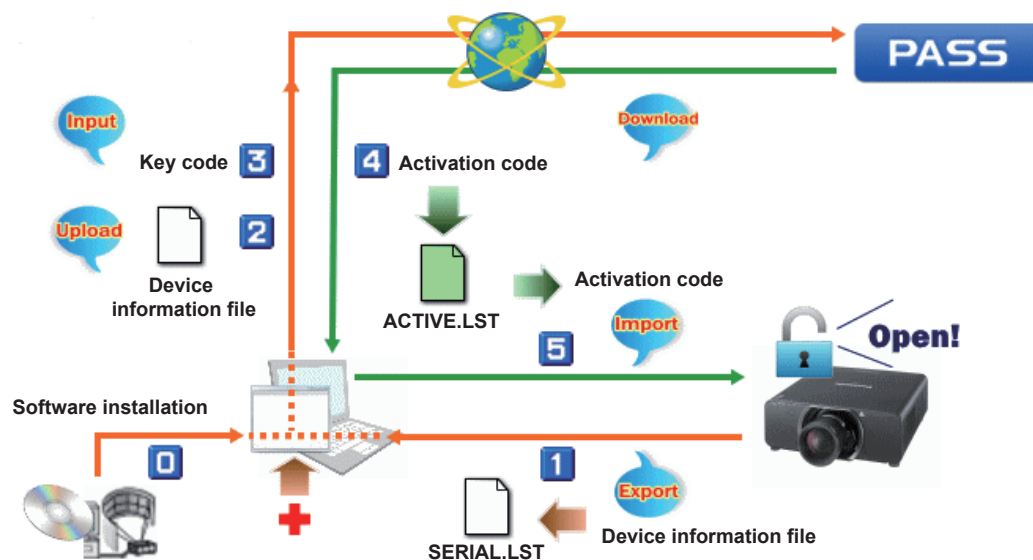 PASS
Input
Download
Key code 3
4 Activation code
Upload
2
Device
information file
Activation code
ACTIVE.LST
Import
5
Open!
Software installation
0
1
Export
Device information file
SERIAL.LST